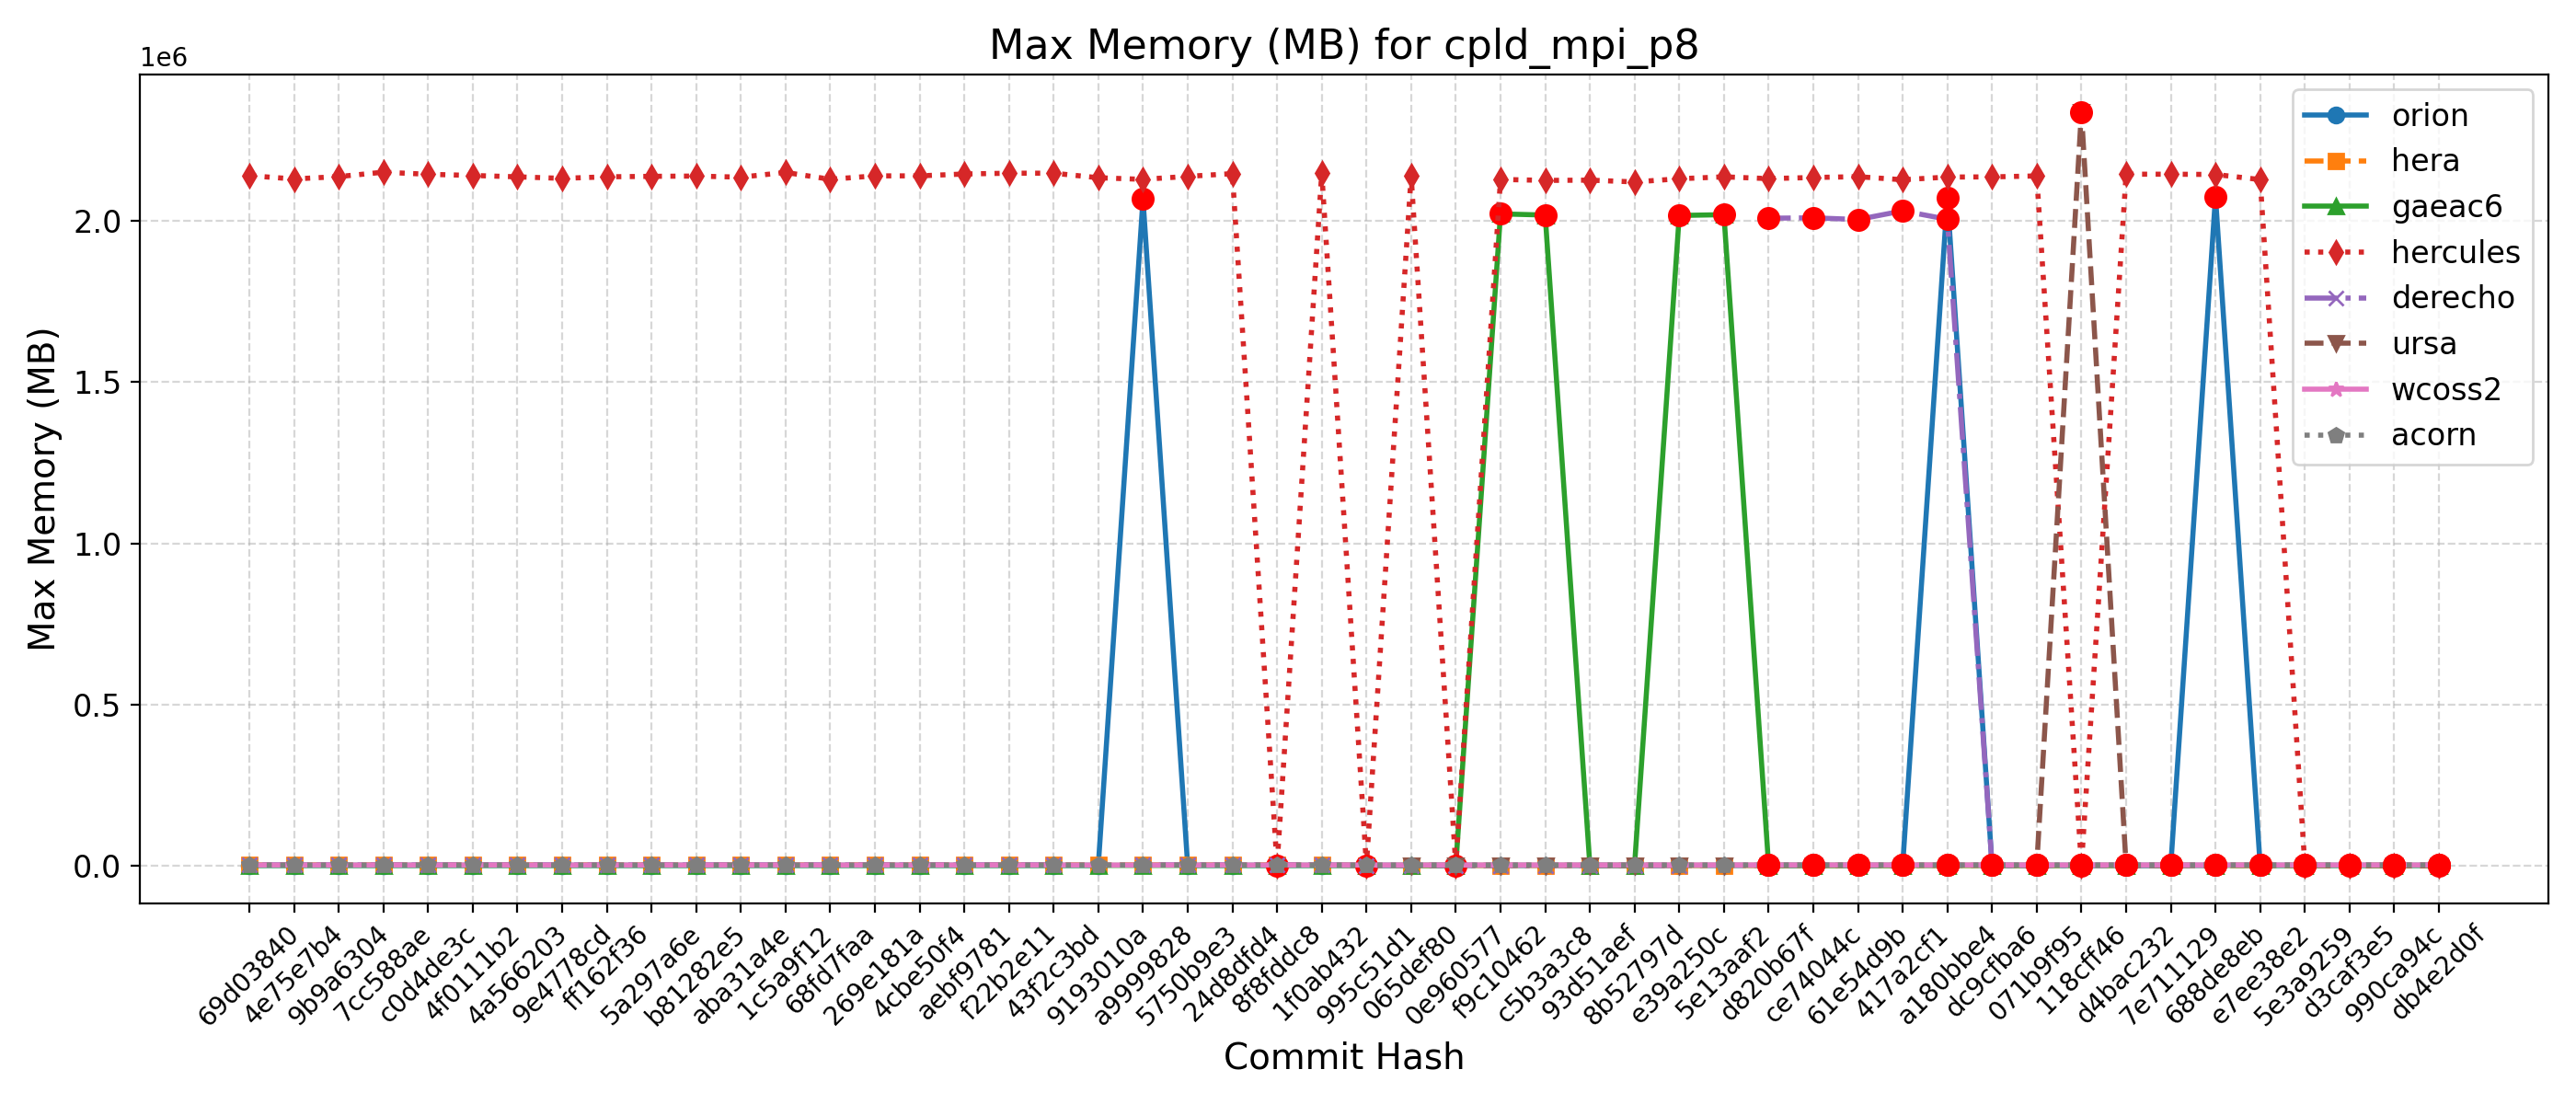 Max Memory (MB) for cpld_mpi_p8
1e6
Max Memory (MB)
2.0
1.5
1.0
0.5
0.0
orion
hera
gaeac6
hercules
derecho
ursa
wcoss2
acorn
69d03840
4e75e7b4
9b9a6304
7cc588ae
c0d4de3c
4f0111b2
4a566203
9e4778cd
ff162f36
5a297a6e
b81282e5
aba31a4e
1c5a9f12
68fd7faa
269e181a
4cbe50f4
aebf9781
f22b2e11
43f2c3bd
9193010a
a9999828
5750b9e3
24d8dfd4
8f8fddc8
1f0ab432
995c51d1
065def80
0e960577
f9c10462
c5b3a3c8
93d51aef
8b52797d
e39a250c
5e13aaf2
d820b67f
ce74044c
61e54d9b
417a2cf1
a180bbe4
dc9cfba6
071b9f95
118cff46
d4bac232
7e711129
688de8eb
e7ee38e2
5e3a9259
d3caf3e5
990ca94c
db4e2d0f
Commit Hash